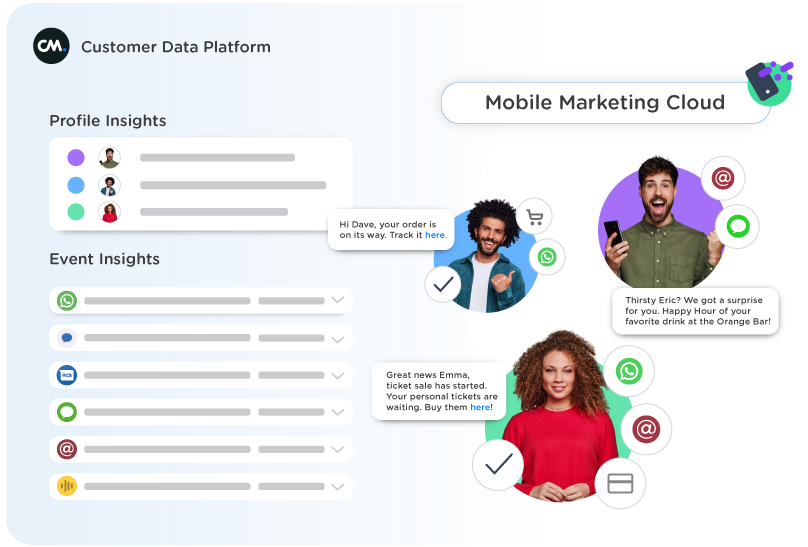 CM.
Customer Data Platform
Mobile Marketing Cloud
Profile Insights
Hi Dave, your order is
on its way. Track it here.
Event Insights
RCS
Thirsty Eric? We got a surprise
for you. Happy Hour of your
favorite drink at the Orange Bar!
Great news Emma,
ticket sale has started.
Your personal tickets are
waiting. Buy them here!
@
@
@